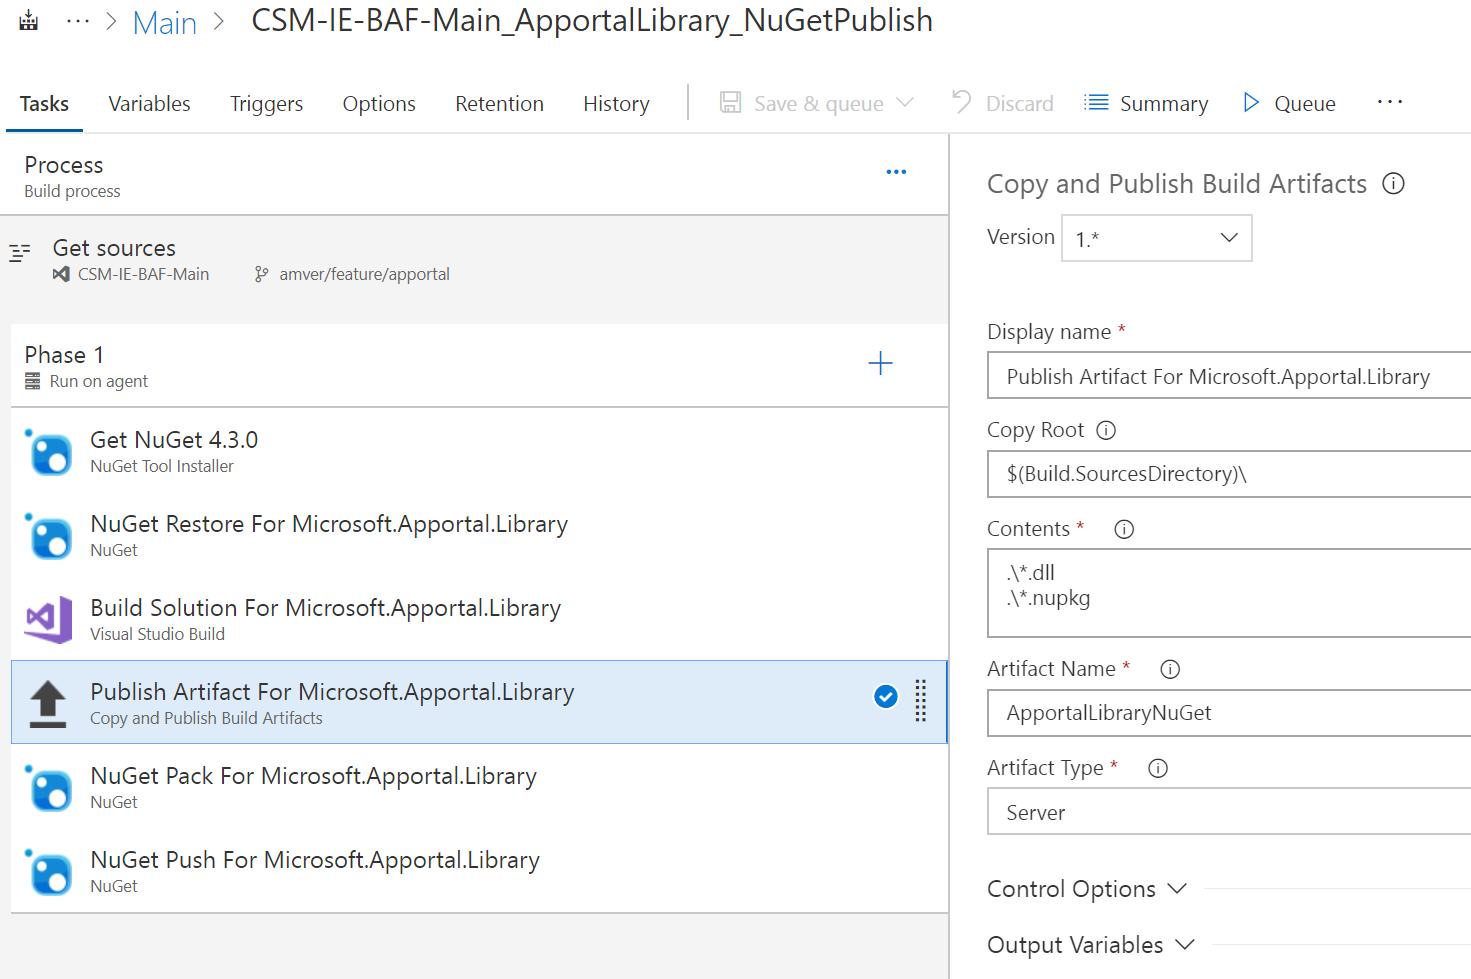 ··· > Main > CSM-IE-BAF-Main_ApportalLibrary_NuGetPublish
Tasks Variables Triggers Options Retention History Save & queue Discard Summary Queue ···
Process
Build process
Get sources
CSM-IE-BAF-Main amver/feature/apportal
Phase 1
Run on agent
Get NuGet 4.3.0
NuGet Tool Installer
NuGet Restore For Microsoft.Apportal.Library
NuGet
Build Solution For Microsoft.Apportal.Library
Visual Studio Build
Publish Artifact For Microsoft.Apportal.Library
Copy and Publish Build Artifacts
NuGet Pack For Microsoft.Apportal.Library
NuGet
NuGet Push For Microsoft.Apportal.Library
NuGet
Copy and Publish Build Artifacts
Version 1.*
Display name *
Publish Artifact For Microsoft.Apportal.Library
Copy Root
$(Build.SourcesDirectory)\
Contents *
.\*.dll
.\*.nupkg
Artifact Name *
ApportalLibraryNuGet
Artifact Type *
Server
Control Options
Output Variables